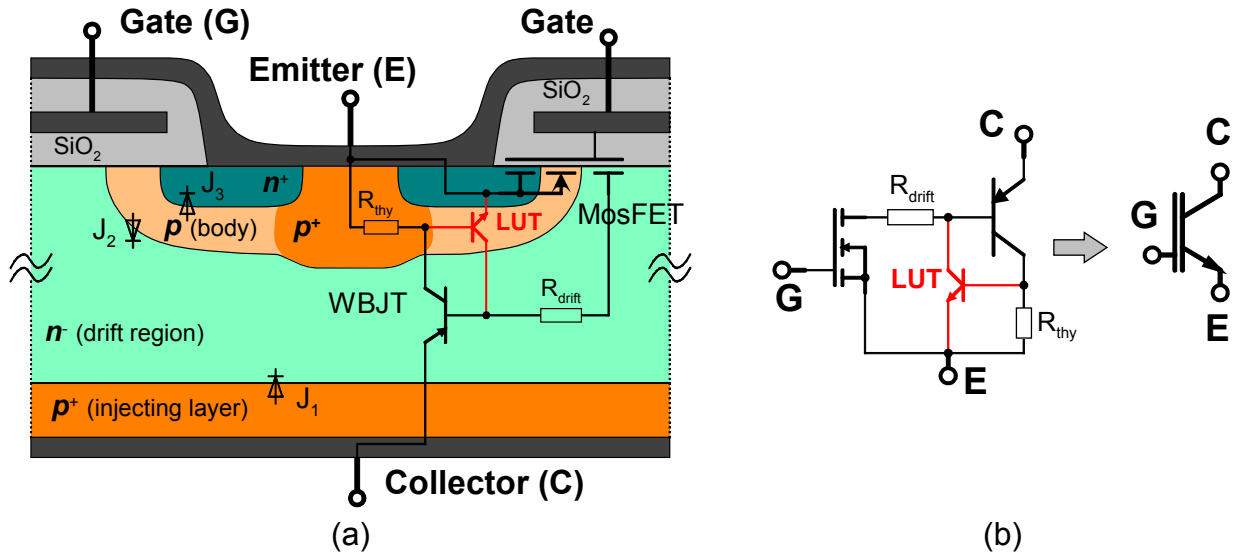 Gate (G)
Gate
Emitter (E)
SiO2
SiO2
J3
n+
Rthy
LUT
MosFET
J2
p (body)
p+
WBJT
Rdrift
n- (drift region)
p+ (injecting layer)
J1
Collector (C)
(a)
C
Rdrift
G
LUT
Rthy
E
C
G
E
(b)